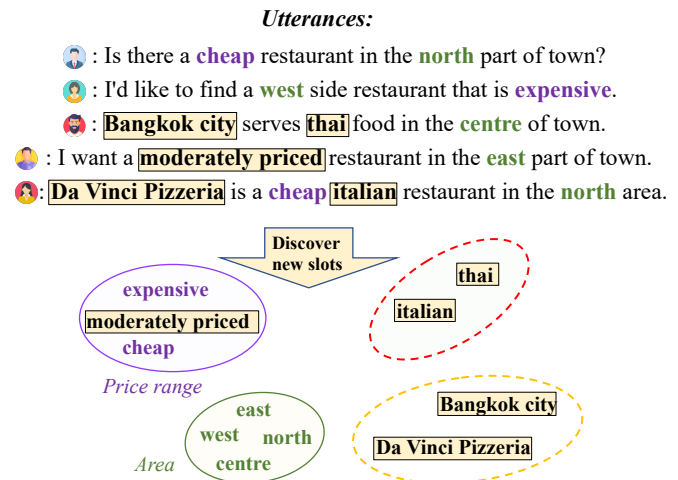 Utterances:
: Is there a cheap restaurant in the north part of town?
: I'd like to find a west side restaurant that is expensive.
: Bangkok city serves thai food in the centre of town.
: I want a moderately priced restaurant in the east part of town.
: Da Vinci Pizzeria is a cheap italian restaurant in the north area.
Discover
new slots
expensive
moderately priced
cheap
Price range
thai
italian
east
west north
centre
Area
Bangkok city
Da Vinci Pizzeria